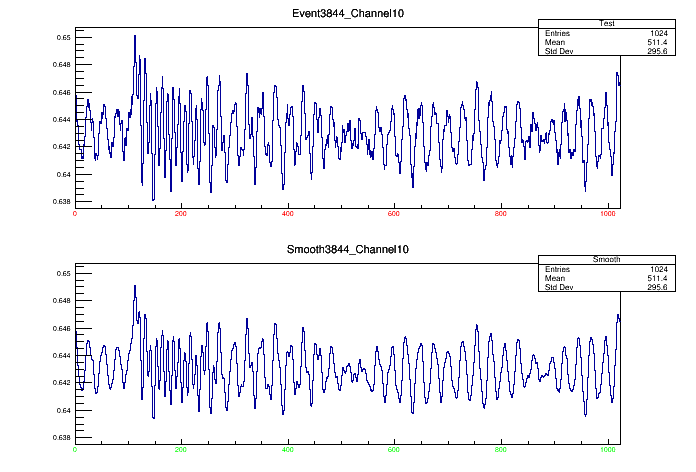 Event3844_Channel10
Test
Entries 1024
Mean 511.4
Std Dev 295.6
0.65
0.648
0.646
0.644
0.642
0.64
0.638
0 200 400 600 800 1000
Smooth3844_Channel10
Smooth
Entries 1024
Mean 511.4
Std Dev 295.6
0.65
0.648
0.646
0.644
0.642
0.64
0.638
0 200 400 600 800 1000